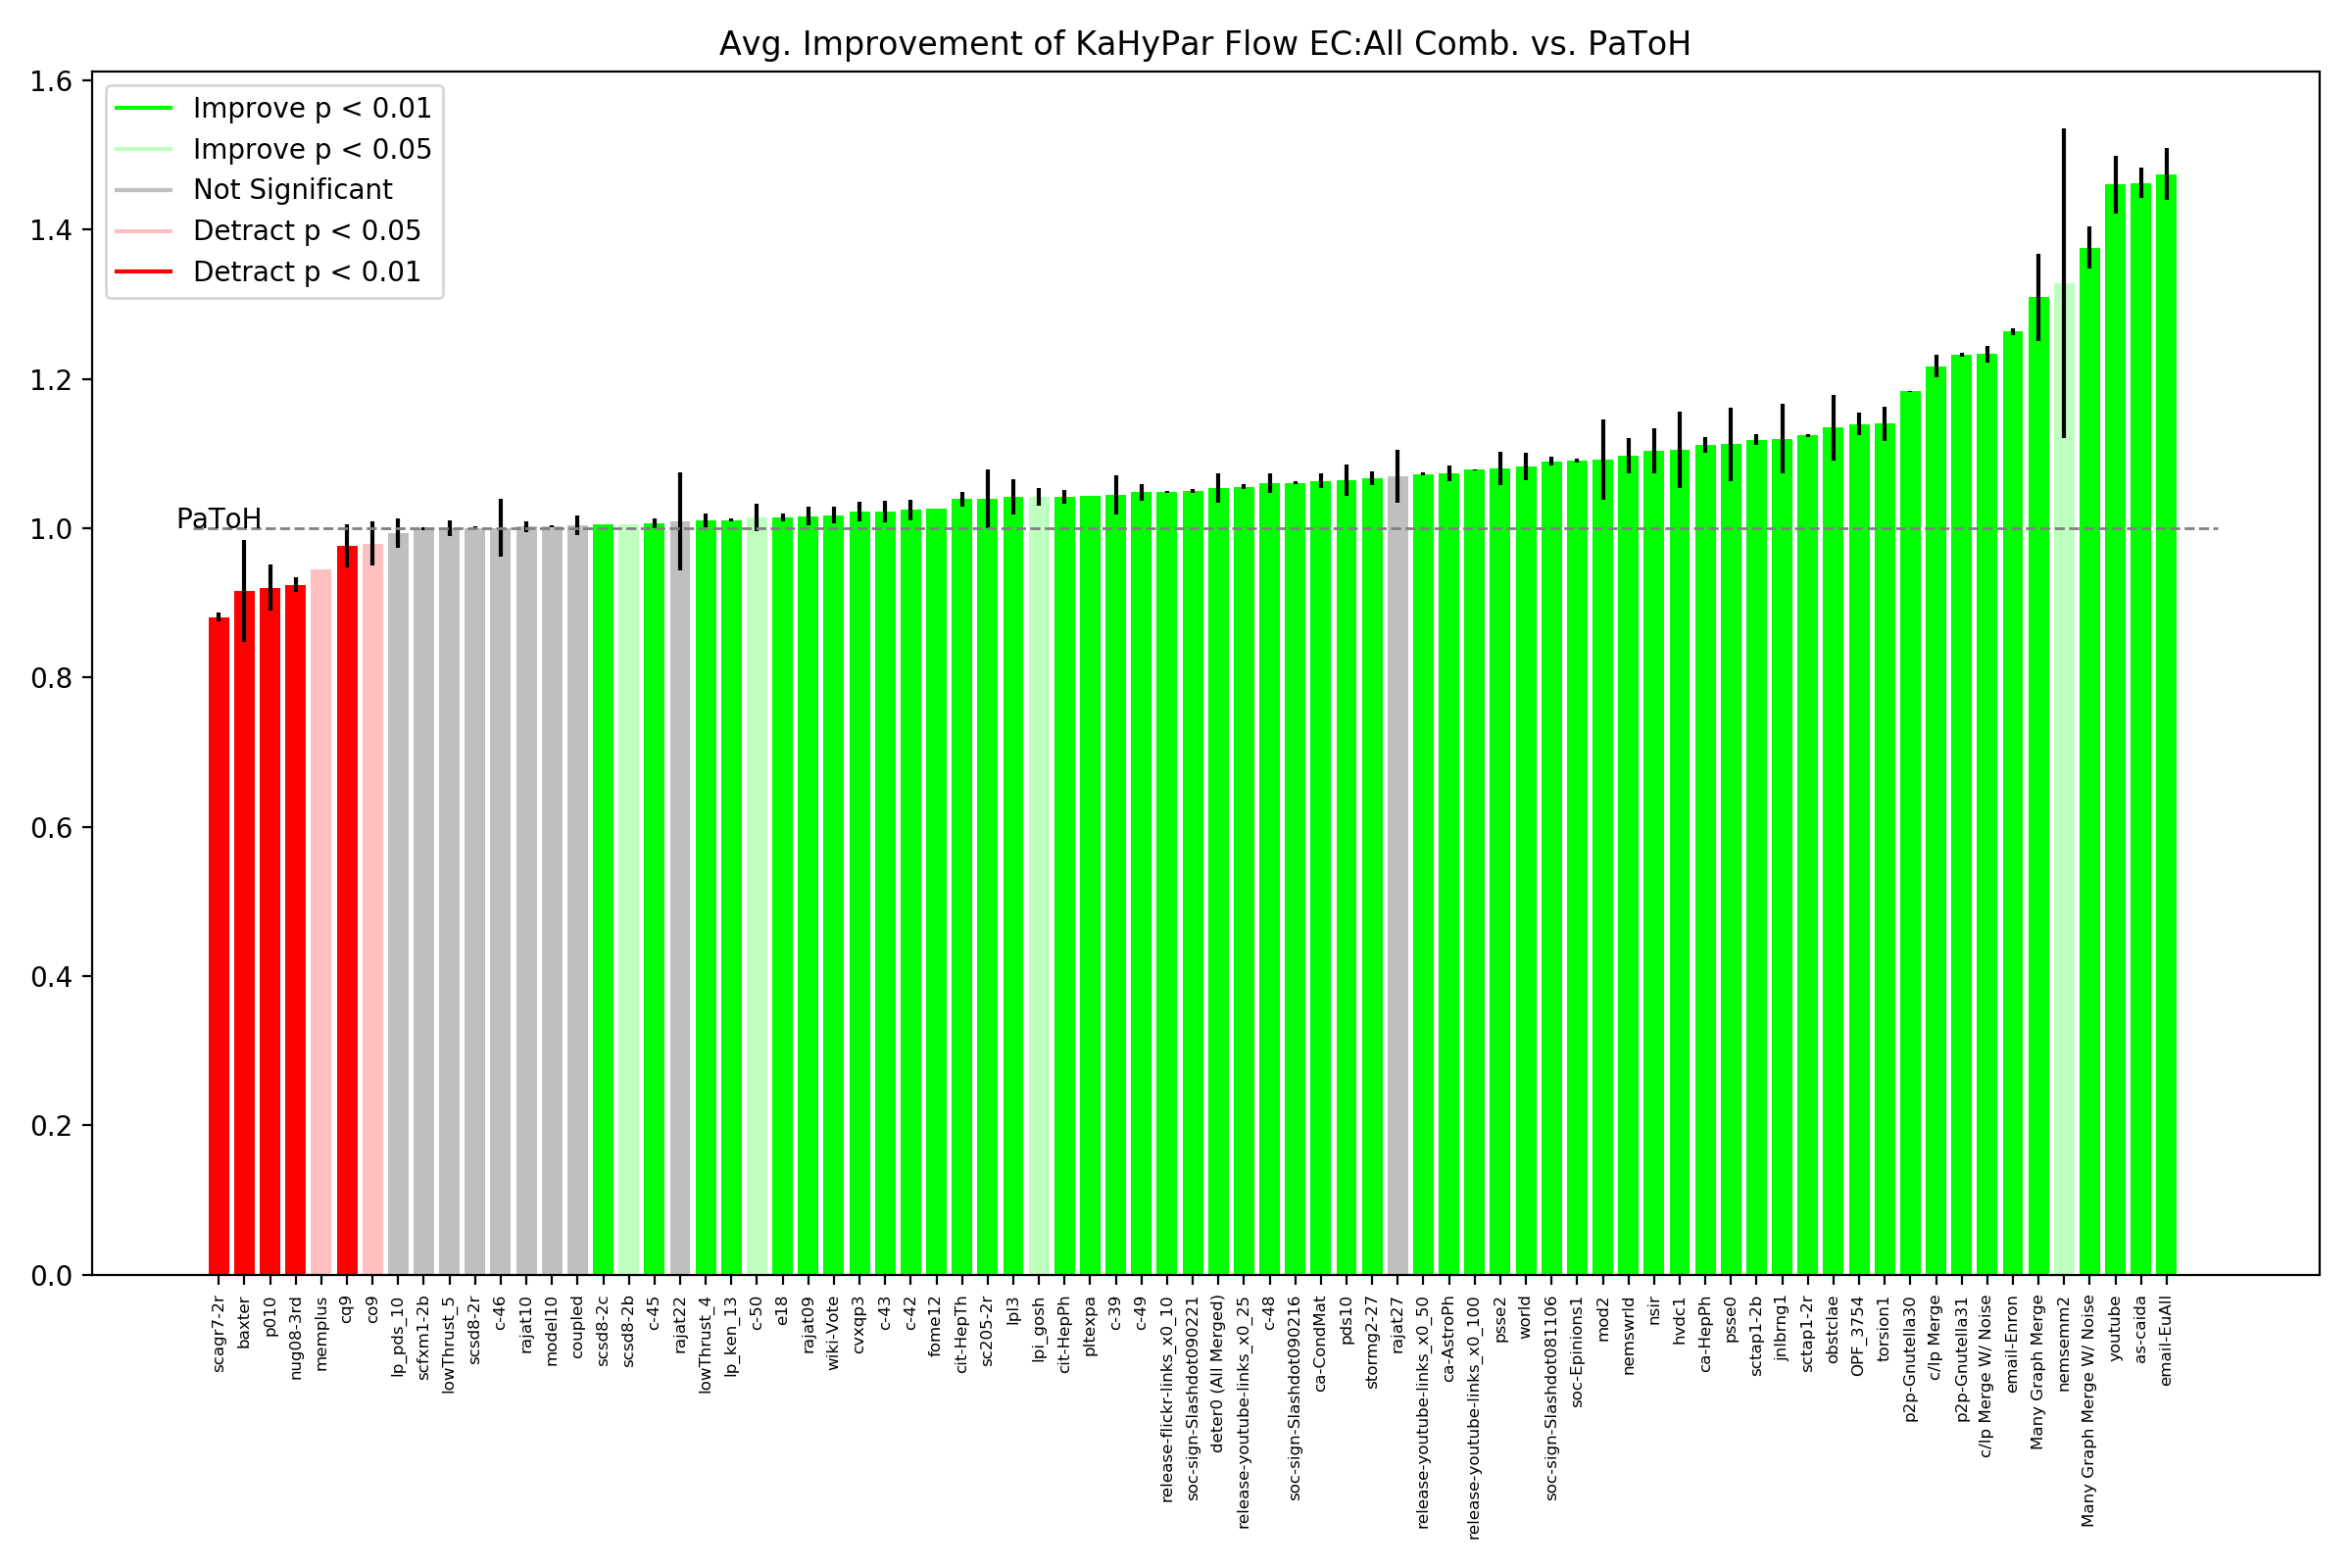 Avg. Improvement of KaHyPar Flow EC:All Comb. vs. PaToH
1.6
1.4
1.2
1.0
0.8
0.6
0.4
0.2
0.0
Improve p < 0.01
Improve p < 0.05
Not Significant
Detract p < 0.05
Detract p < 0.01
PaToH
scagr7-2r
baxter
p010
nug08-3rd
memplus
cq9
co9
lp_pds_10
scfxm1-2b
lowThrust_5
scsd8-2r
c-46
rajat10
model10
coupled
scsd8-2c
scsd8-2b
c-45
rajat22
lowThrust_4
lp_ken_13
c-50
e18
rajat09
wiki-Vote
cvxqp3
c-43
c-42
fome12
cit-HepTh
sc205-2r
lpl3
lpi_gosh
cit-HepPh
pltexpa
c-39
c-49
release-flickr-links_x0_10
soc-sign-Slashdot090221
deter0 (All Merged)
release-youtube-links_x0_25
c-48
soc-sign-Slashdot090216
ca-CondMat
pds10
stormg2-27
rajat27
release-youtube-links_x0_50
ca-AstroPh
release-youtube-links_x0_100
psse2
world
soc-sign-Slashdot081106
soc-Epinions1
mod2
nemswrld
nsir
hvdc1
ca-HepPh
psse0
sctap1-2b
jnlbrng1
sctap1-2r
obstclae
OPF_3754
torsion1
p2p-Gnutella30
c/lp Merge
p2p-Gnutella31
c/lp Merge W/ Noise
email-Enron
Many Graph Merge
nemsemm2
Many Graph Merge W/ Noise
youtube
as-caida
email-EuAll